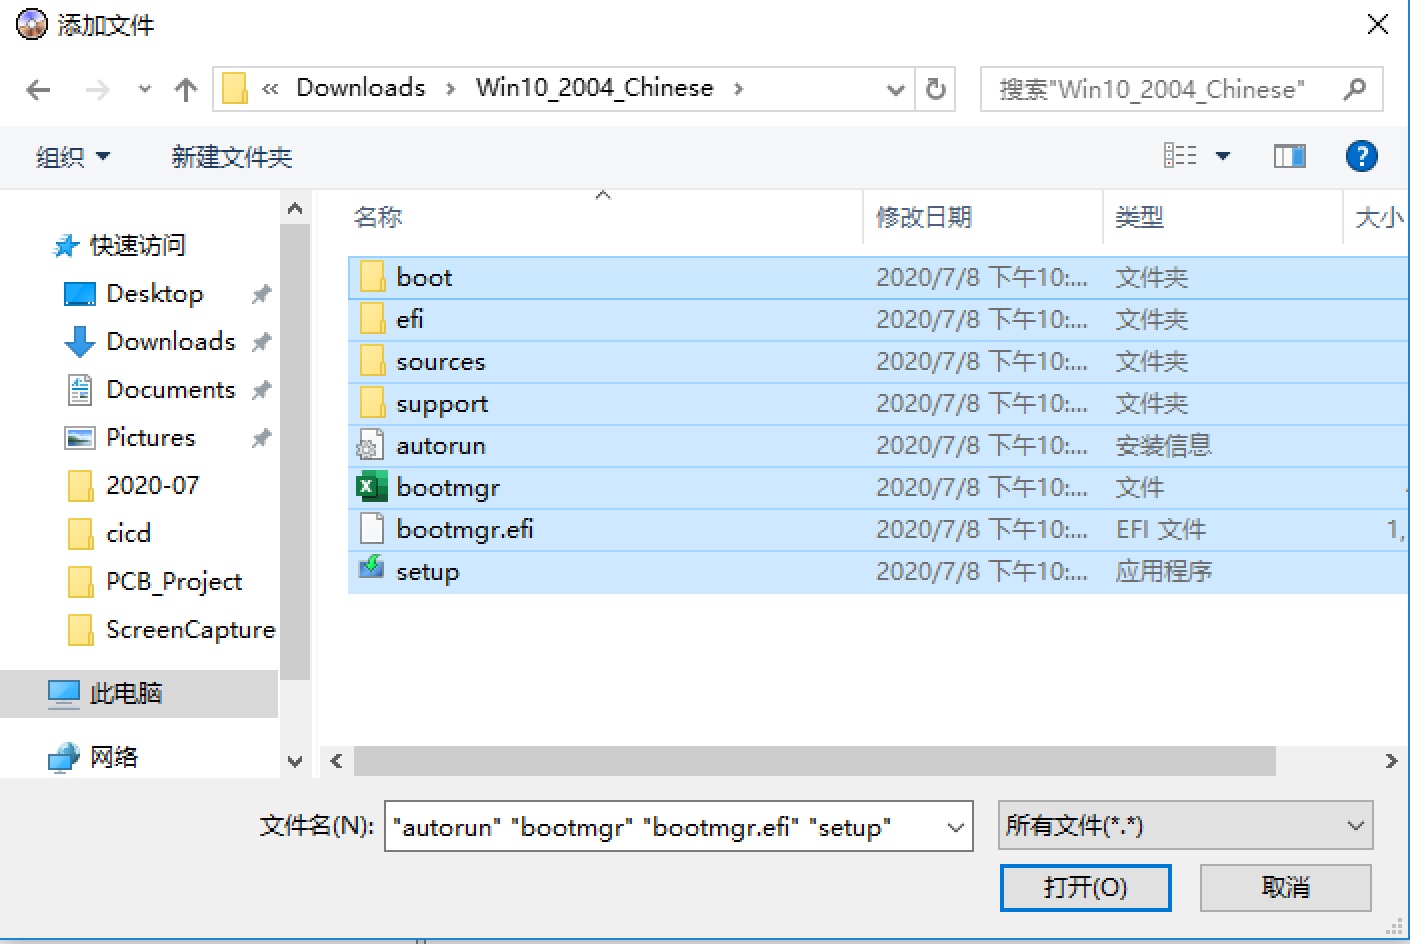 添加文件
« Downloads › Win10_2004_Chinese ›
搜索"Win10_2004_Chinese"
组织
新建文件夹
名称 修改日期 类型 大小
快速访问
Desktop
Downloads
Documents
Pictures
2020-07
cicd
PCB_Project
ScreenCapture
此电脑
网络
boot 2020/7/8 下午10:... 文件夹
efi 2020/7/8 下午10:... 文件夹
sources 2020/7/8 下午10:... 文件夹
support 2020/7/8 下午10:... 文件夹
autorun 2020/7/8 下午10:... 安装信息
bootmgr 2020/7/8 下午10:... 文件
bootmgr.efi 2020/7/8 下午10:... EFI 文件 1,
setup 2020/7/8 下午10:... 应用程序
文件名(N): "autorun" "bootmgr" "bootmgr.efi" "setup"
所有文件(*.*)
打开(O) 取消